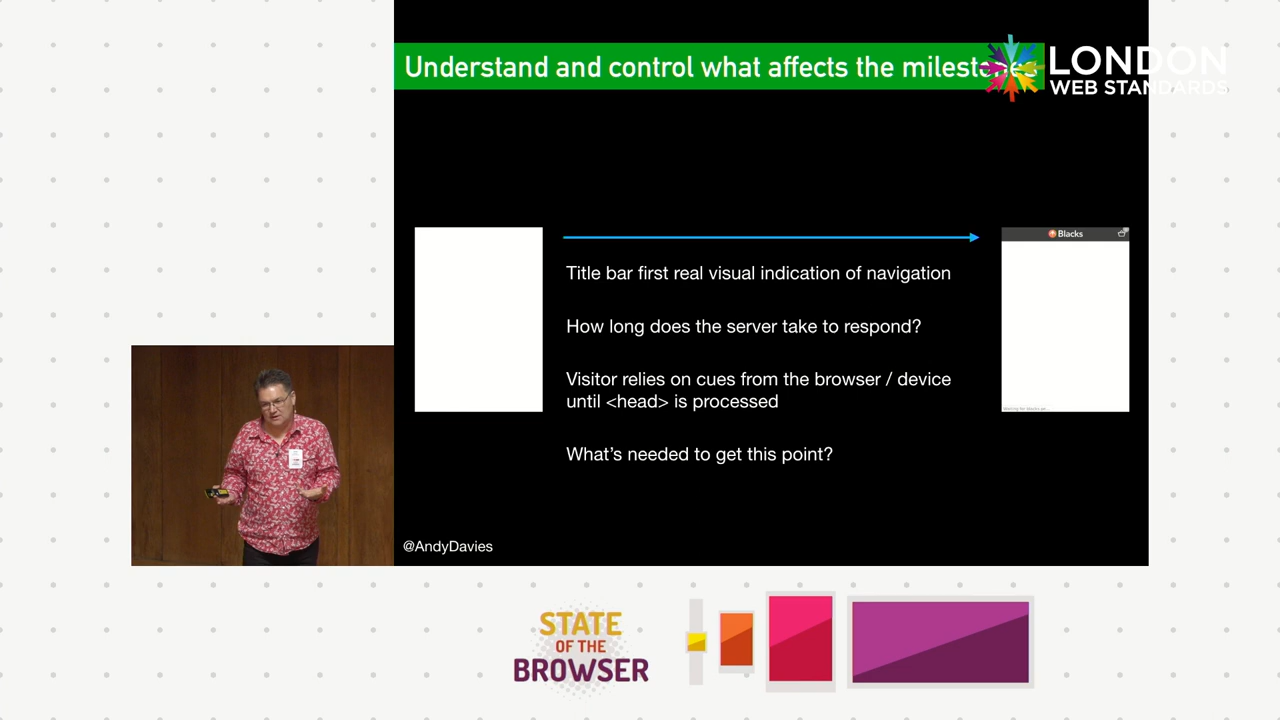 Understand and control what affects the milestones
LONDON
WEB STANDARDS
Blacks
Title bar first real visual indication of navigation
How long does the server take to respond?
Visitor relies on cues from the browser / device
until <head> is processed
What's needed to get this point?
@AndyDavies
STATE
OF THE
BROWSER